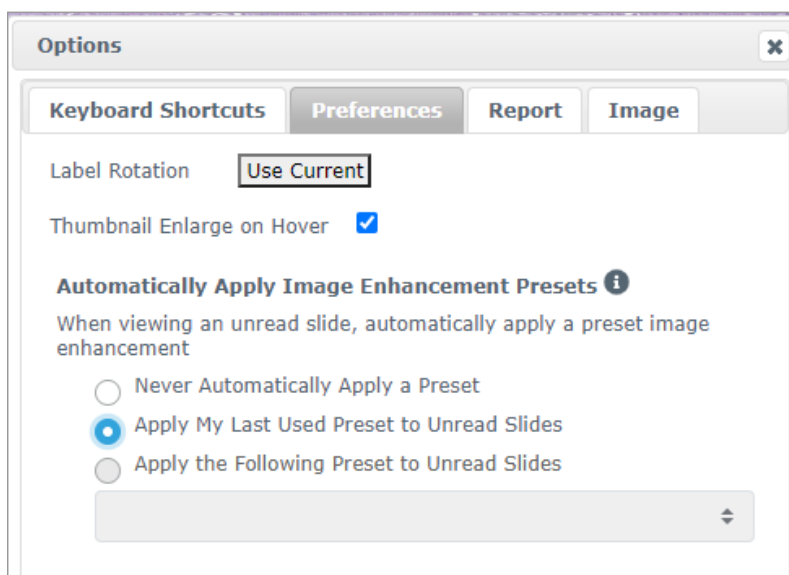 Options
Keyboard Shortcuts Preferences Report Image
Label Rotation Use Current
Thumbnail Enlarge on Hover
Automatically Apply Image Enhancement Presets
When viewing an unread slide, automatically apply a preset image
enhancement
Never Automatically Apply a Preset
Apply My Last Used Preset to Unread Slides
Apply the Following Preset to Unread Slides